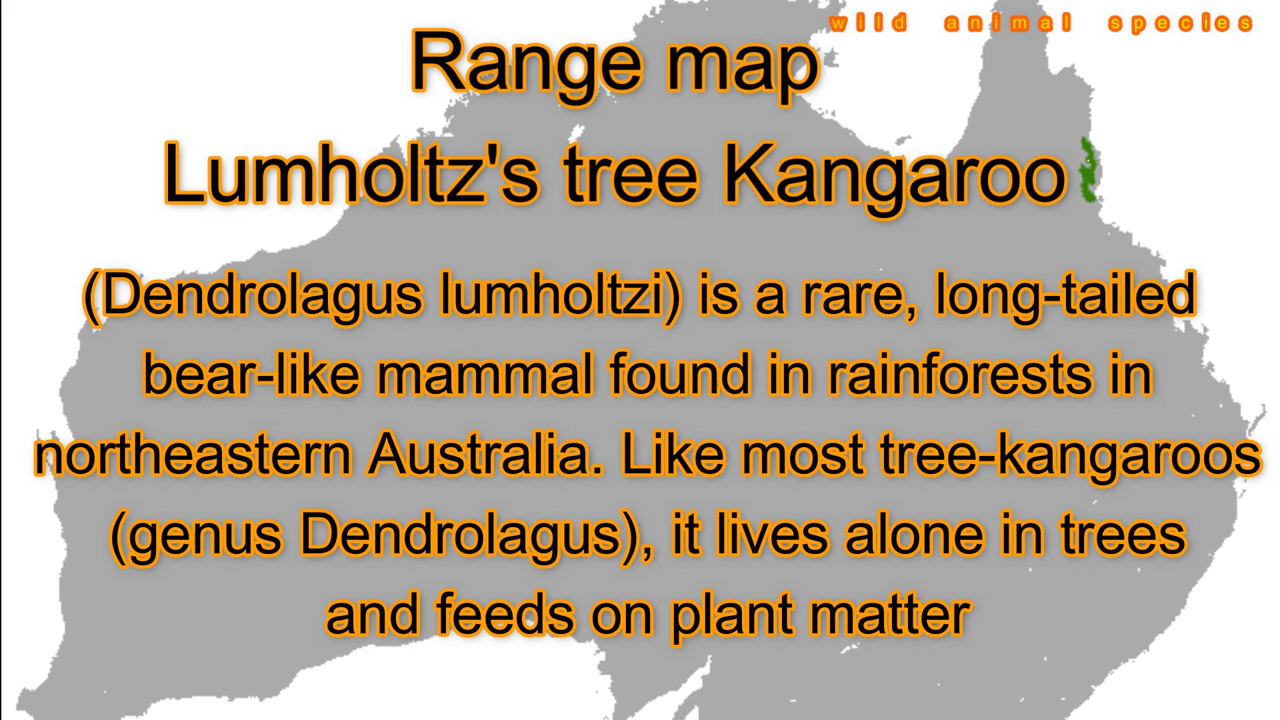 wild animal species
Range map
Lumholtz's tree Kangaroo
(Dendrolagus lumholtzi) is a rare, long-tailed
bear-like mammal found in rainforests in
northeastern Australia. Like most tree-kangaroos
(genus Dendrolagus), it lives alone in trees
and feeds on plant matter